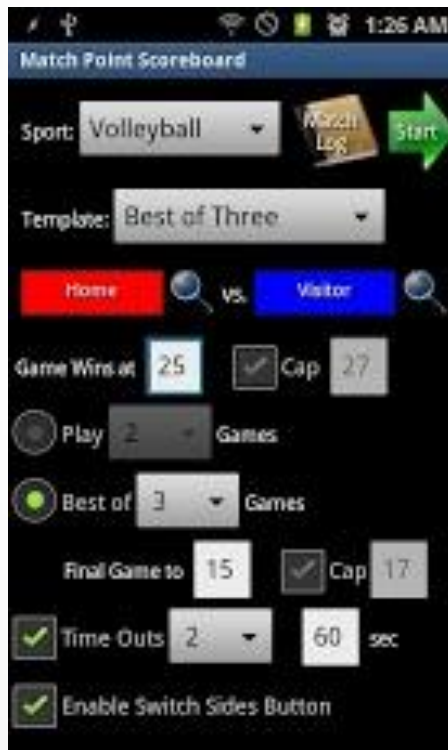 1:26 AM
Match Point Scoreboard
Sport: Volleyball Match Log Start
Template: Best of Three
Home vs. Visitor
Game Wins at 25 Cap 27
Play 2 Games
Best of 3 Games
Final Game to 15 Cap 17
Time Outs 2 60 sec
Enable Switch Sides Button